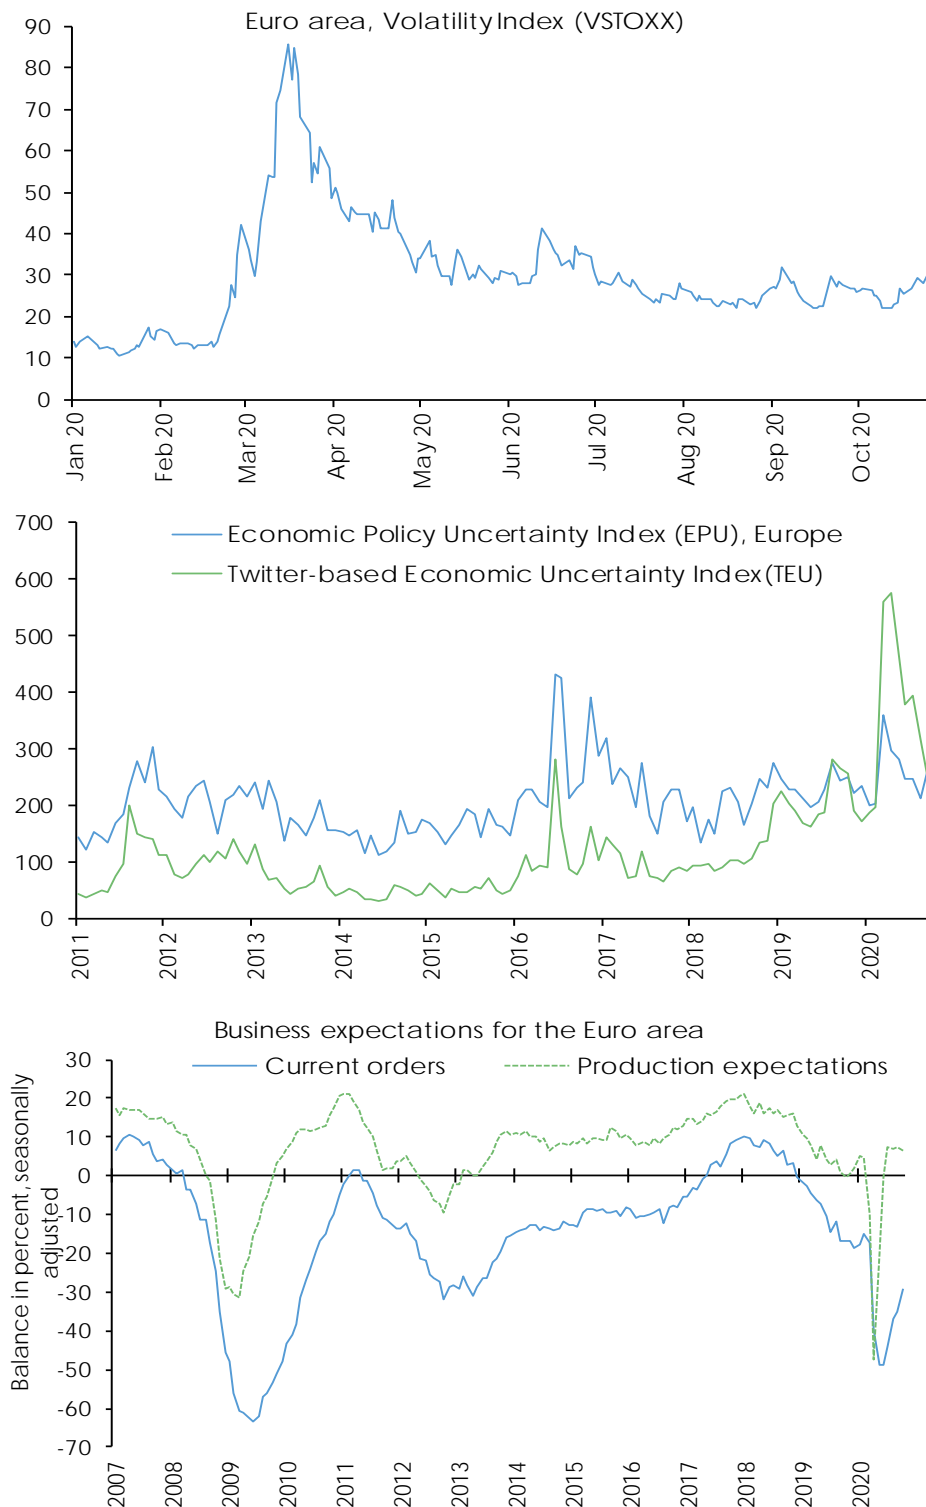 Euro area, Volatility Index (VSTOXX)
90
80
70
60
50
40
30
20
10
0
Jan 20
Feb 20
Mar 20
Apr 20
May 20
Jun 20
Jul 20
Aug 20
Sep 20
Oct 20
700
600
500
400
300
200
100
0
Economic Policy Uncertainty Index (EPU), Europe
Twitter-based Economic Uncertainty Index (TEU)
2011
2012
2013
2014
2015
2016
2017
2018
2019
2020
Business expectations for the Euro area
Current orders
Production expectations
Balance in percent, seasonally
adjusted
30
20
10
0
-10
-20
-30
-40
-50
-60
-70
2007
2008
2009
2010
2011
2012
2013
2014
2015
2016
2017
2018
2019
2020